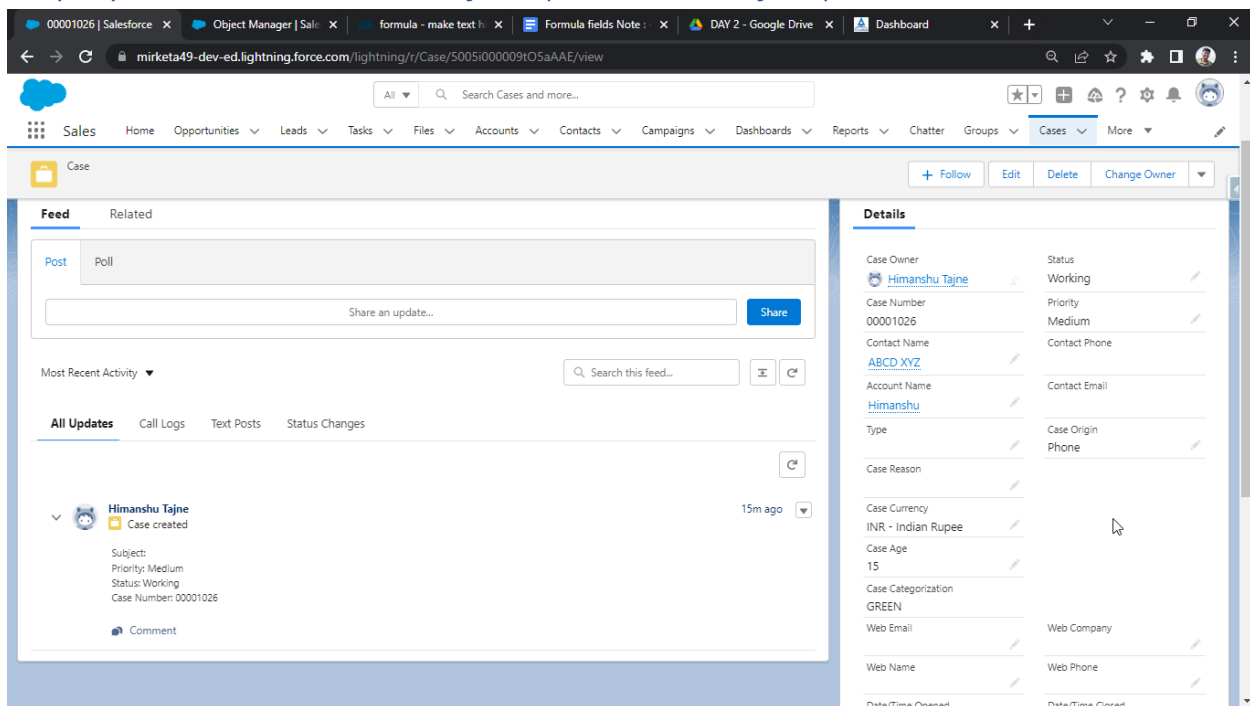 00001026 | Salesforce
Object Manager | Sale
formula - make text hi
Formula fields Note :
DAY 2 - Google Drive
Dashboard
mirketa49-dev-ed.lightning.force.com/lightning/r/Case/5005i000009tO5aAAE/view
All
Search Cases and more...
Sales Home Opportunities Leads Tasks Files Accounts Contacts Campaigns Dashboards Reports Chatter Groups Cases More
Case
+ Follow Edit Delete Change Owner
Feed Related
Post Poll
Share an update... Share
Most Recent Activity
Search this feed...
All Updates Call Logs Text Posts Status Changes
Himanshu Tajne 15m ago
Case created
Subject:
Priority: Medium
Status: Working
Case Number: 00001026
Comment
Details
Case Owner
Himanshu Tajne
Status
Working
Case Number
00001026
Priority
Medium
Contact Name
ABCD XYZ
Contact Phone
Account Name
Himanshu
Contact Email
Type
Case Origin
Phone
Case Reason
Case Currency
INR - Indian Rupee
Case Age
15
Case Categorization
GREEN
Web Email
Web Company
Web Name
Web Phone
Date/Time Opened
Date/Time Closed